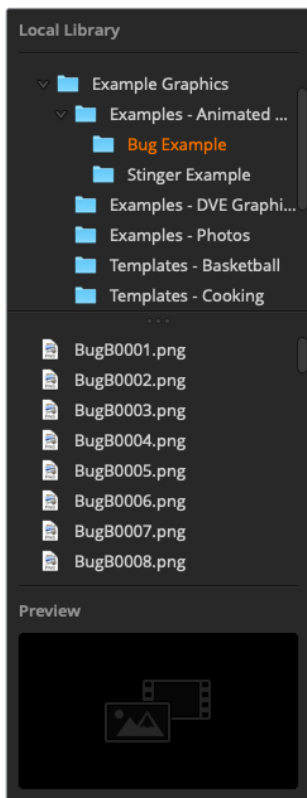 Local Library
Example Graphics
Examples - Animated ...
Bug Example
Stinger Example
Examples - DVE Graphi...
Examples - Photos
Templates - Basketball
Templates - Cooking
BugB0001.png
BugB0002.png
BugB0003.png
BugB0004.png
BugB0005.png
BugB0006.png
BugB0007.png
BugB0008.png
Preview